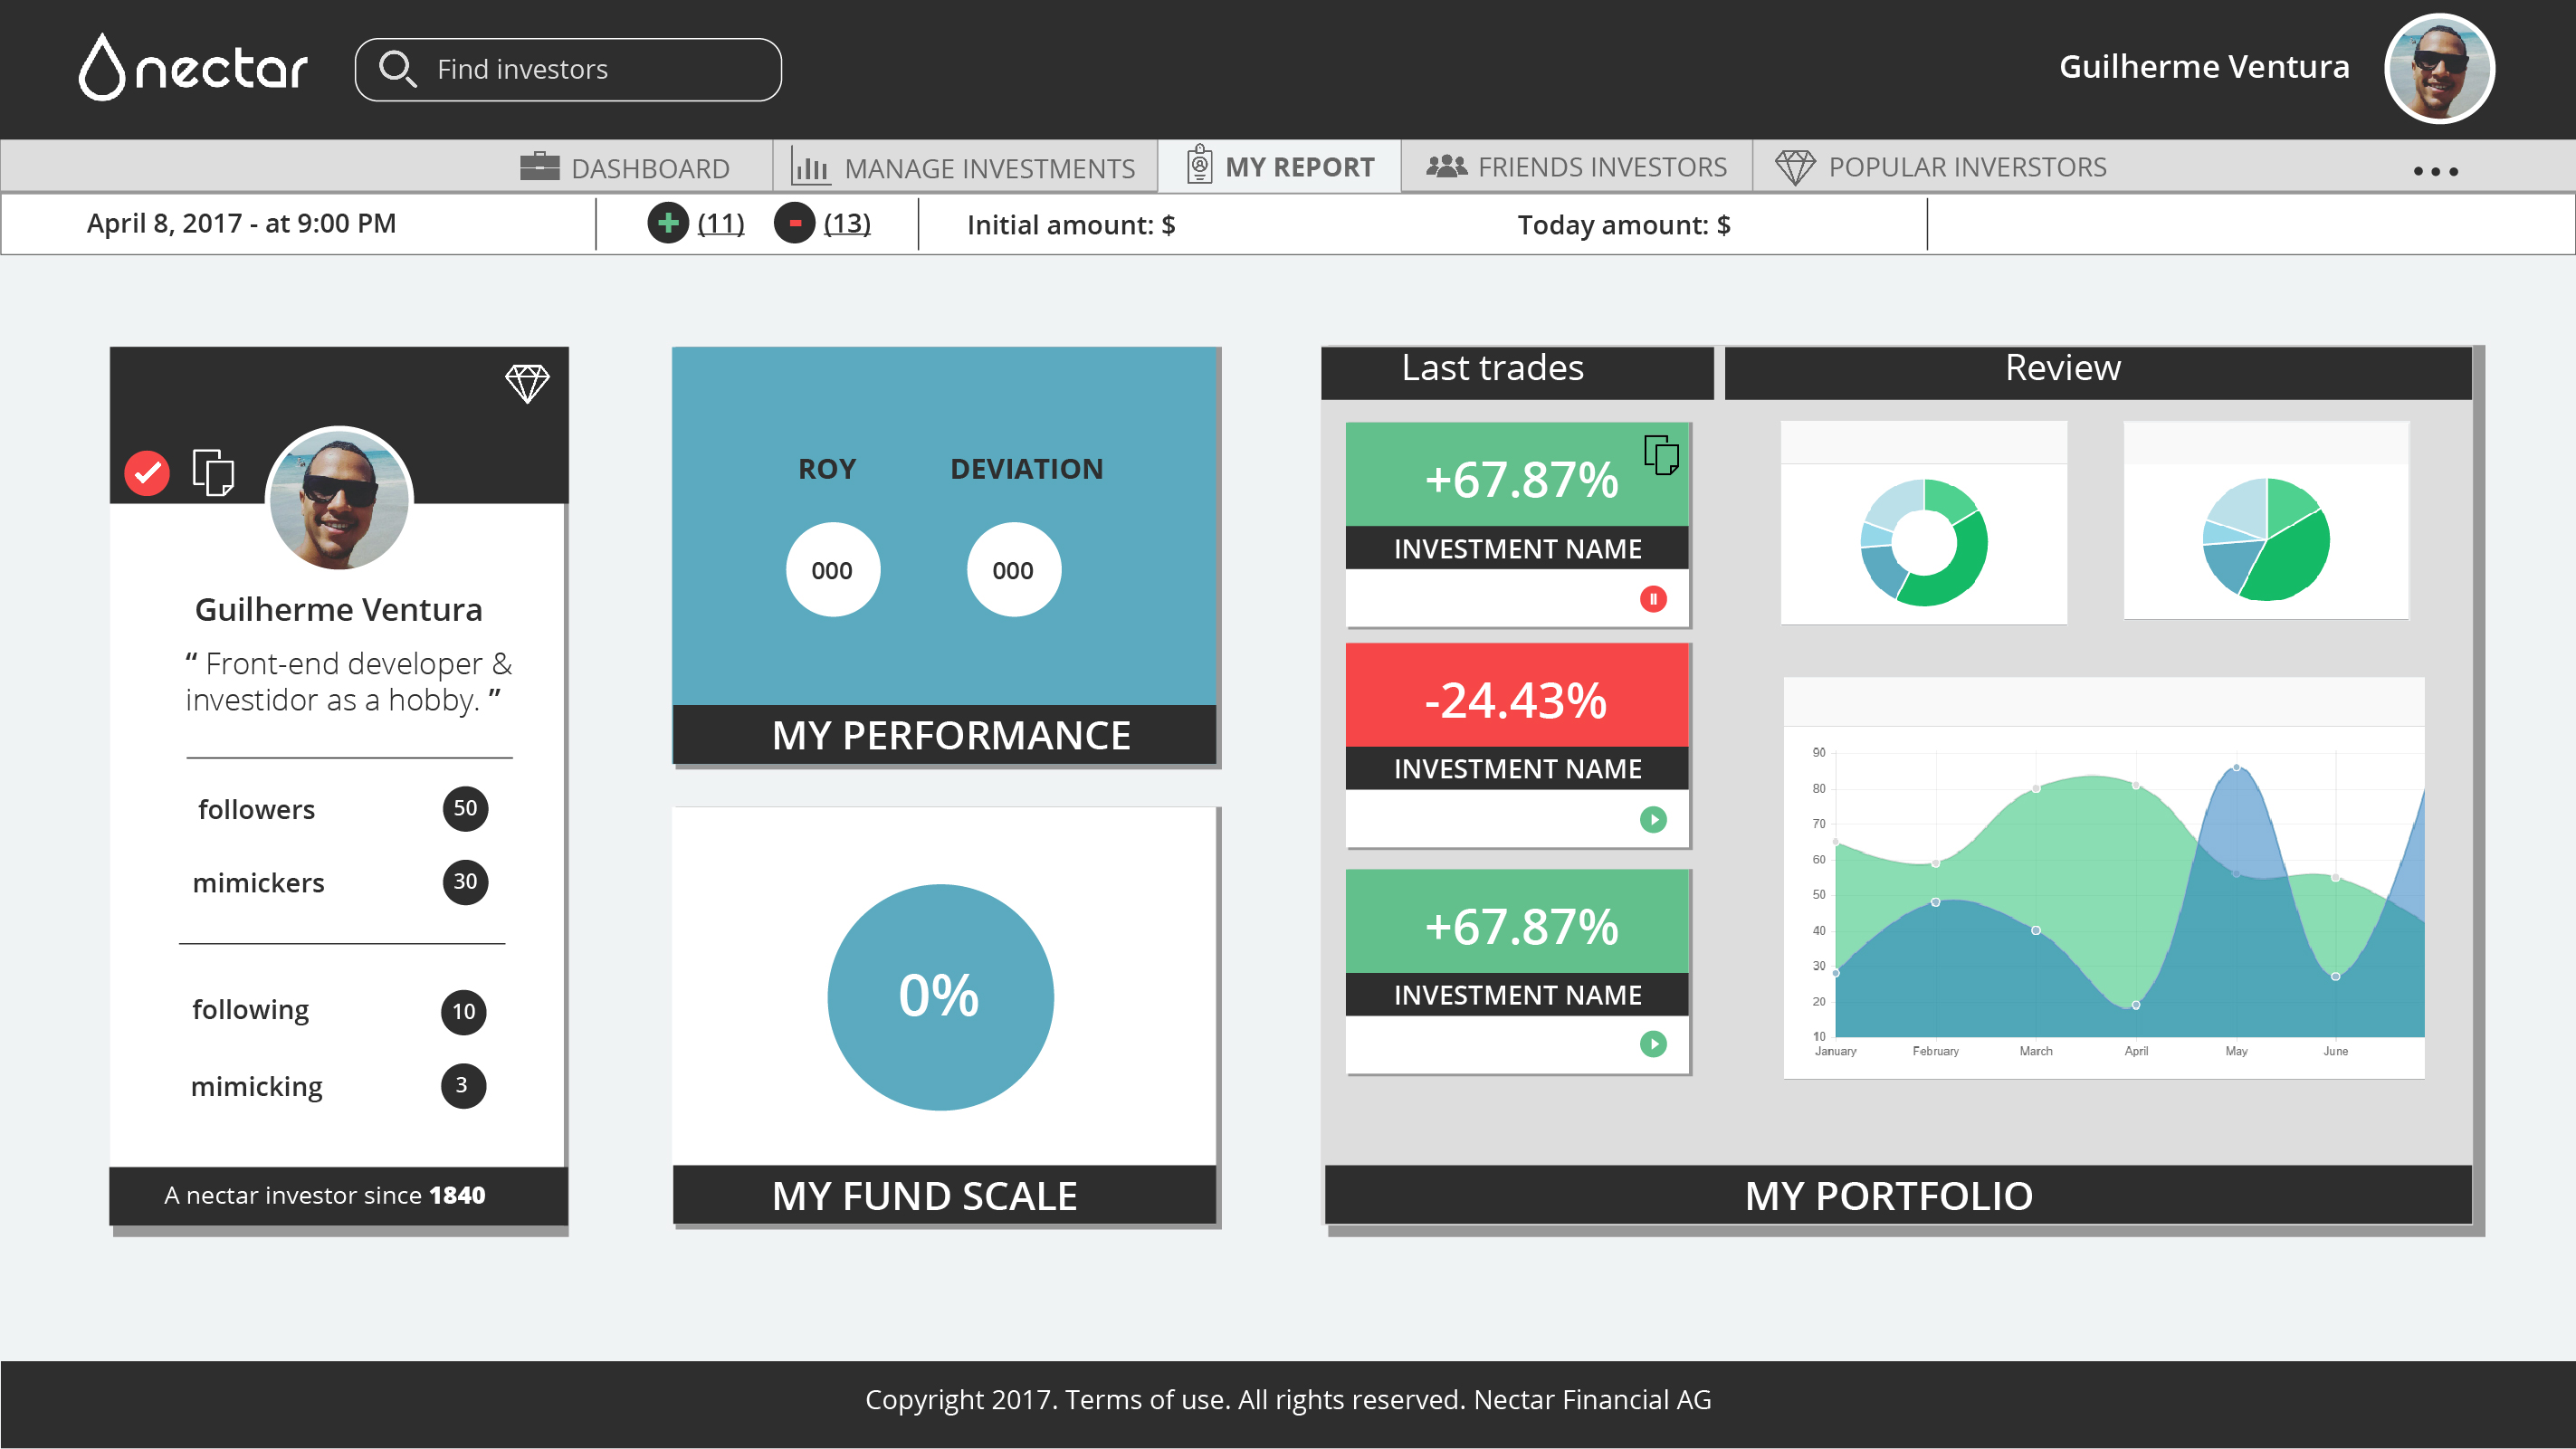 nectar
Find investors
Guilherme Ventura
DASHBOARD
MANAGE INVESTMENTS
MY REPORT
FRIENDS INVESTORS
POPULAR INVERSTORS
April 8, 2017 - at 9:00 PM
+ (11) - (13)
Initial amount: $
Today amount: $
Guilherme Ventura
“ Front-end developer &
investidor as a hobby. ”
followers 50
mimickers 30
following 10
mimicking 3
A nectar investor since 1840
ROY DEVIATION
000 000
MY PERFORMANCE
0%
MY FUND SCALE
Last trades
+67.87%
INVESTMENT NAME
-24.43%
INVESTMENT NAME
+67.87%
INVESTMENT NAME
Review
90
80
70
60
50
40
30
20
10
January February March April May June
MY PORTFOLIO
Copyright 2017. Terms of use. All rights reserved. Nectar Financial AG